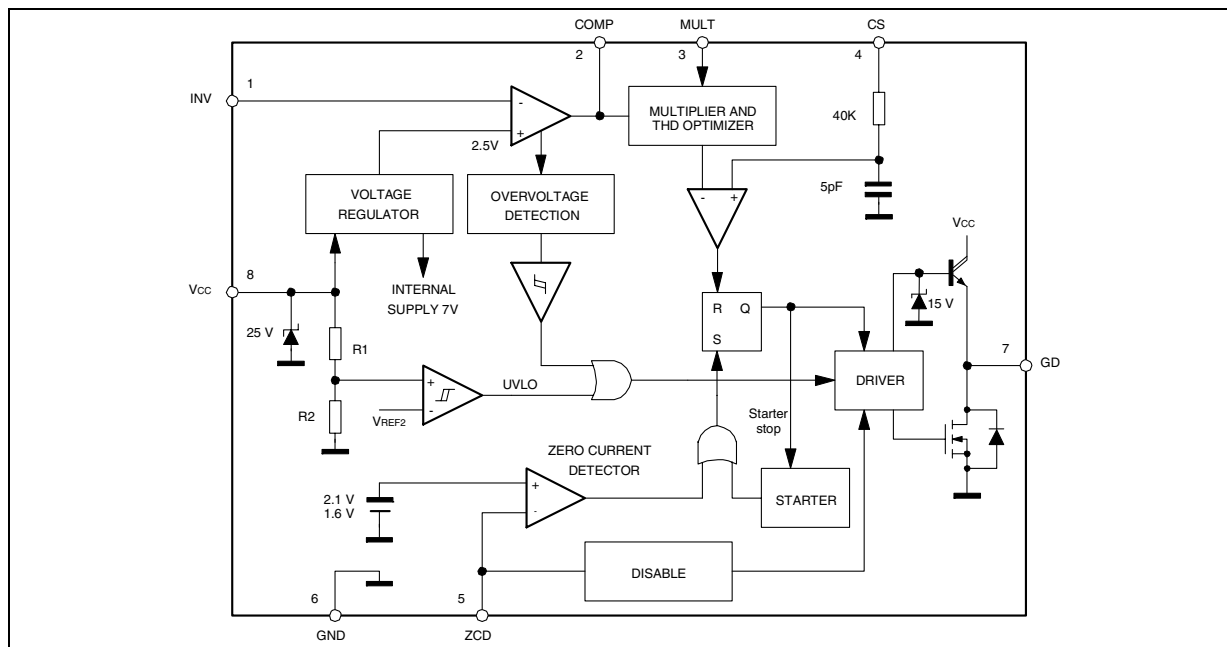 COMP
MULT
CS
2
3
4
1
INV
-
+
2.5V
MULTIPLIER AND
THD OPTIMIZER
40K
5pF
VOLTAGE
REGULATOR
OVERVOLTAGE
DETECTION
-
+
VCC
8
VCC
INTERNAL
SUPPLY 7V
R Q
S
15 V
25 V
R1
7
GD
DRIVER
+
-
UVLO
R2
VREF2
Starter
stop
ZERO CURRENT
DETECTOR
2.1 V
1.6 V
+
-
STARTER
DISABLE
6
5
GND
ZCD